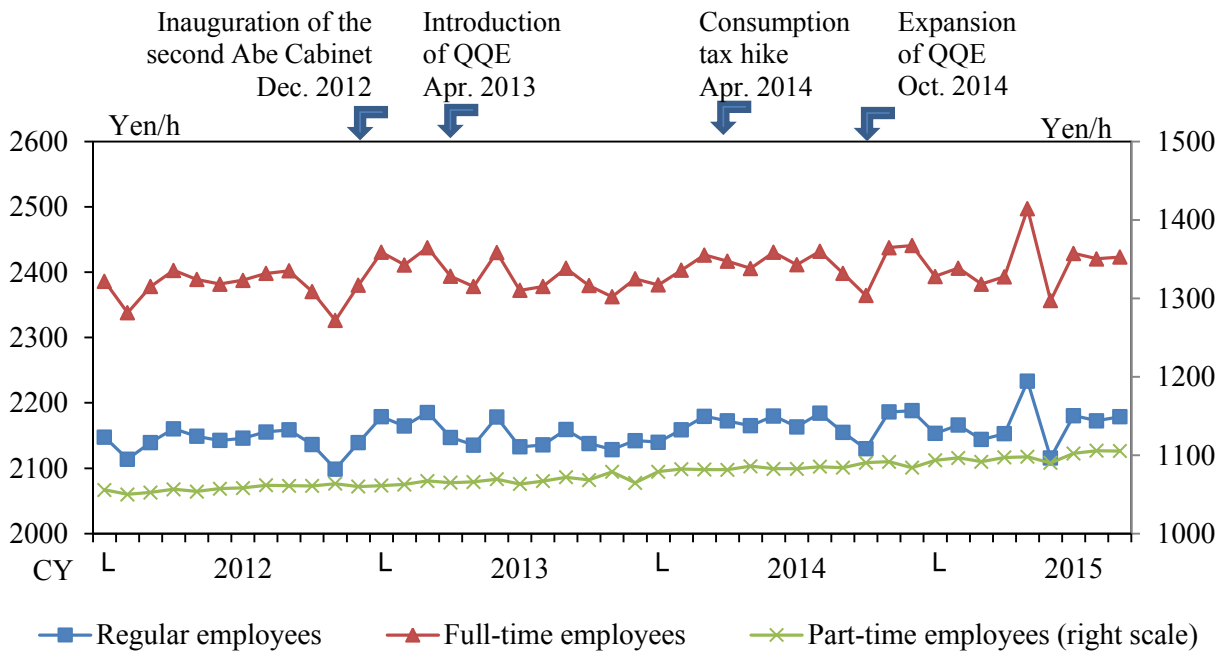 Inauguration of the
second Abe Cabinet
Dec. 2012
Introduction
of QQE
Apr. 2013
Consumption
tax hike
Apr. 2014
Expansion
of QQE
Oct. 2014
Yen/h
Yen/h
2600
2500
2400
2300
2200
2100
2000
1500
1400
1300
1200
1100
1000
CY
2012
2013
2014
2015
Regular employees
Full-time employees
Part-time employees (right scale)